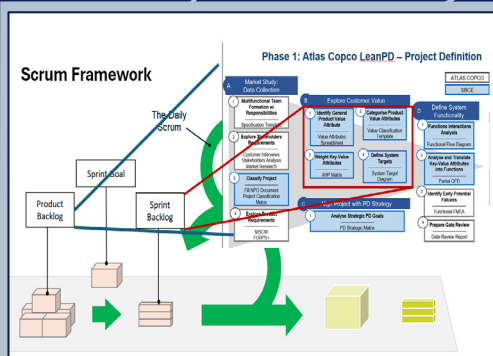 Phase 1: Atlas Copco LeanPD – Project Definition
Scrum Framework
ATLAS COPCO
SBCE
A
Market Study:
Data Collection
1
Multifunctional Team
Formation w/
Responsibilities
Specification Template
2
Explore Stakeholders
Requirements
Customer Interviews
Stakeholders Analysis
Market Research
3
Classify Project
Project Classification
Matrix
4
Explore Product
Requirements
MSKJW
FURPS+
B
Explore Customer Value
1
Identify General
Product Value
Attribute
Value Attributes
Spreadsheet
2
Categorise Product
Value Attributes
Value Classification
Template
3
Weight Key-Value
Attributes
AHP Matrix
4
Define System
Targets
System Target
Diagram
C
Align Project with PD Strategy
1
Analyse Strategic PD Goals
PD Strategic Matrix
D
Define System
Functionality
1
Functions Interactions
Analysis
Functional Flow Diagram
2
Analyse and Translate
Key-Value Attributes
into Functions
Partial QFD
3
Identify Early Potential
Failures
Functional FMEA
4
Prepare Gate Review
Gate Review Report
The Daily
Scrum
Sprint Goal
Product
Backlog
Sprint
Backlog